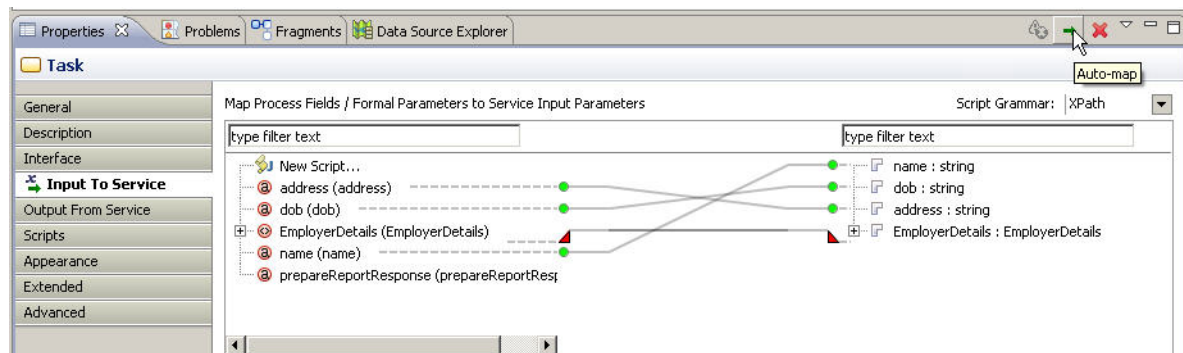 Properties Problems Fragments Data Source Explorer
Task
Auto-map
General
Description
Interface
Input To Service
Output From Service
Scripts
Appearance
Extended
Advanced
Map Process Fields / Formal Parameters to Service Input Parameters
Script Grammar: XPath
type filter text
New Script...
address (address)
dob (dob)
EmployerDetails (EmployerDetails)
name (name)
prepareReportResponse (prepareReportResp
type filter text
name : string
dob : string
address : string
EmployerDetails : EmployerDetails